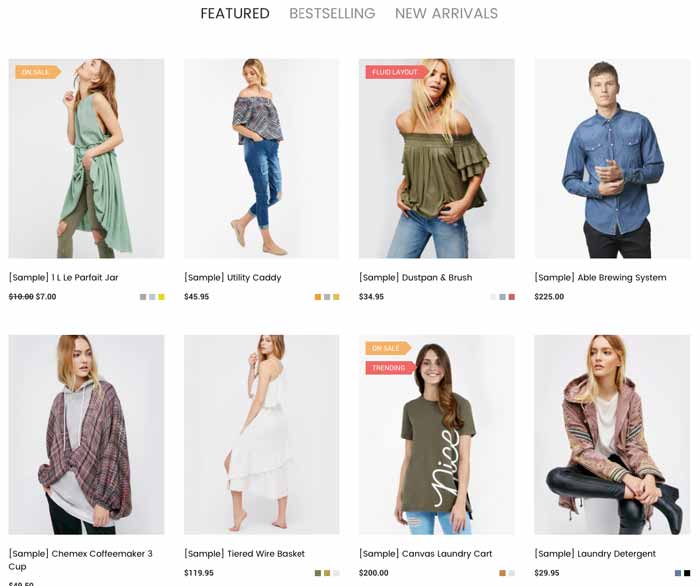 FEATURED BESTSELLING NEW ARRIVALS
ON SALE
FLUID LAYOUT
[Sample] 1 L Le Parfait Jar
[Sample] Utility Caddy
[Sample] Dustpan & Brush
[Sample] Able Brewing System
$10.00 $7.00
$45.95
$34.95
$225.00
ON SALE
TRENDING
nice
[Sample] Chemex Coffeemaker 3
Cup
[Sample] Tiered Wire Basket
[Sample] Canvas Laundry Cart
[Sample] Laundry Detergent
$49.50
$119.95
$200.00
$29.95